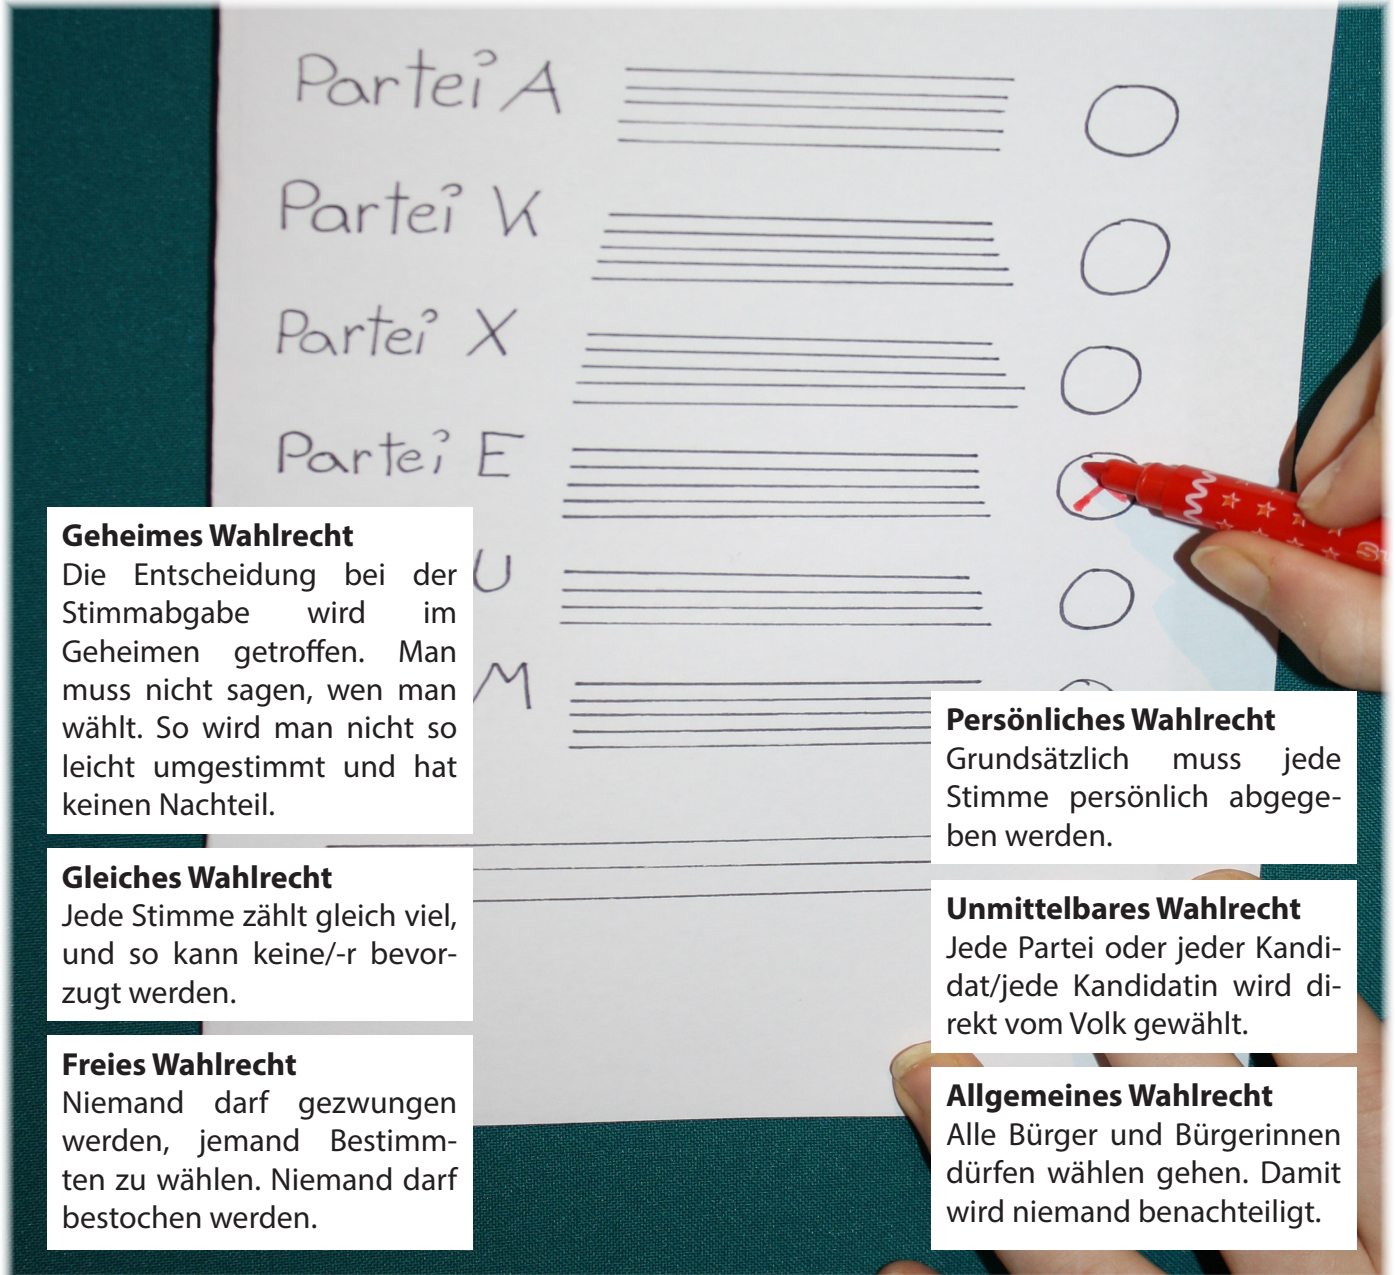 Partei A
Partei K
Partei X
Partei E
U
M
Geheimes Wahlrecht
Die Entscheidung bei der
Stimmabgabe wird im
Geheimen getroffen. Man
muss nicht sagen, wen man
wählt. So wird man nicht so
leicht umgestimmt und hat
keinen Nachteil.
Gleiches Wahlrecht
Jede Stimme zählt gleich viel,
und so kann keine/-r bevor-
zugt werden.
Freies Wahlrecht
Niemand darf gezwungen
werden, jemand Bestimm-
ten zu wählen. Niemand darf
bestochen werden.
Persönliches Wahlrecht
Grundsätzlich muss jede
Stimme persönlich abgege-
ben werden.
Unmittelbares Wahlrecht
Jede Partei oder jeder Kandi-
dat/jede Kandidatin wird di-
rekt vom Volk gewählt.
Allgemeines Wahlrecht
Alle Bürger und Bürgerinnen
dürfen wählen gehen. Damit
wird niemand benachteiligt.